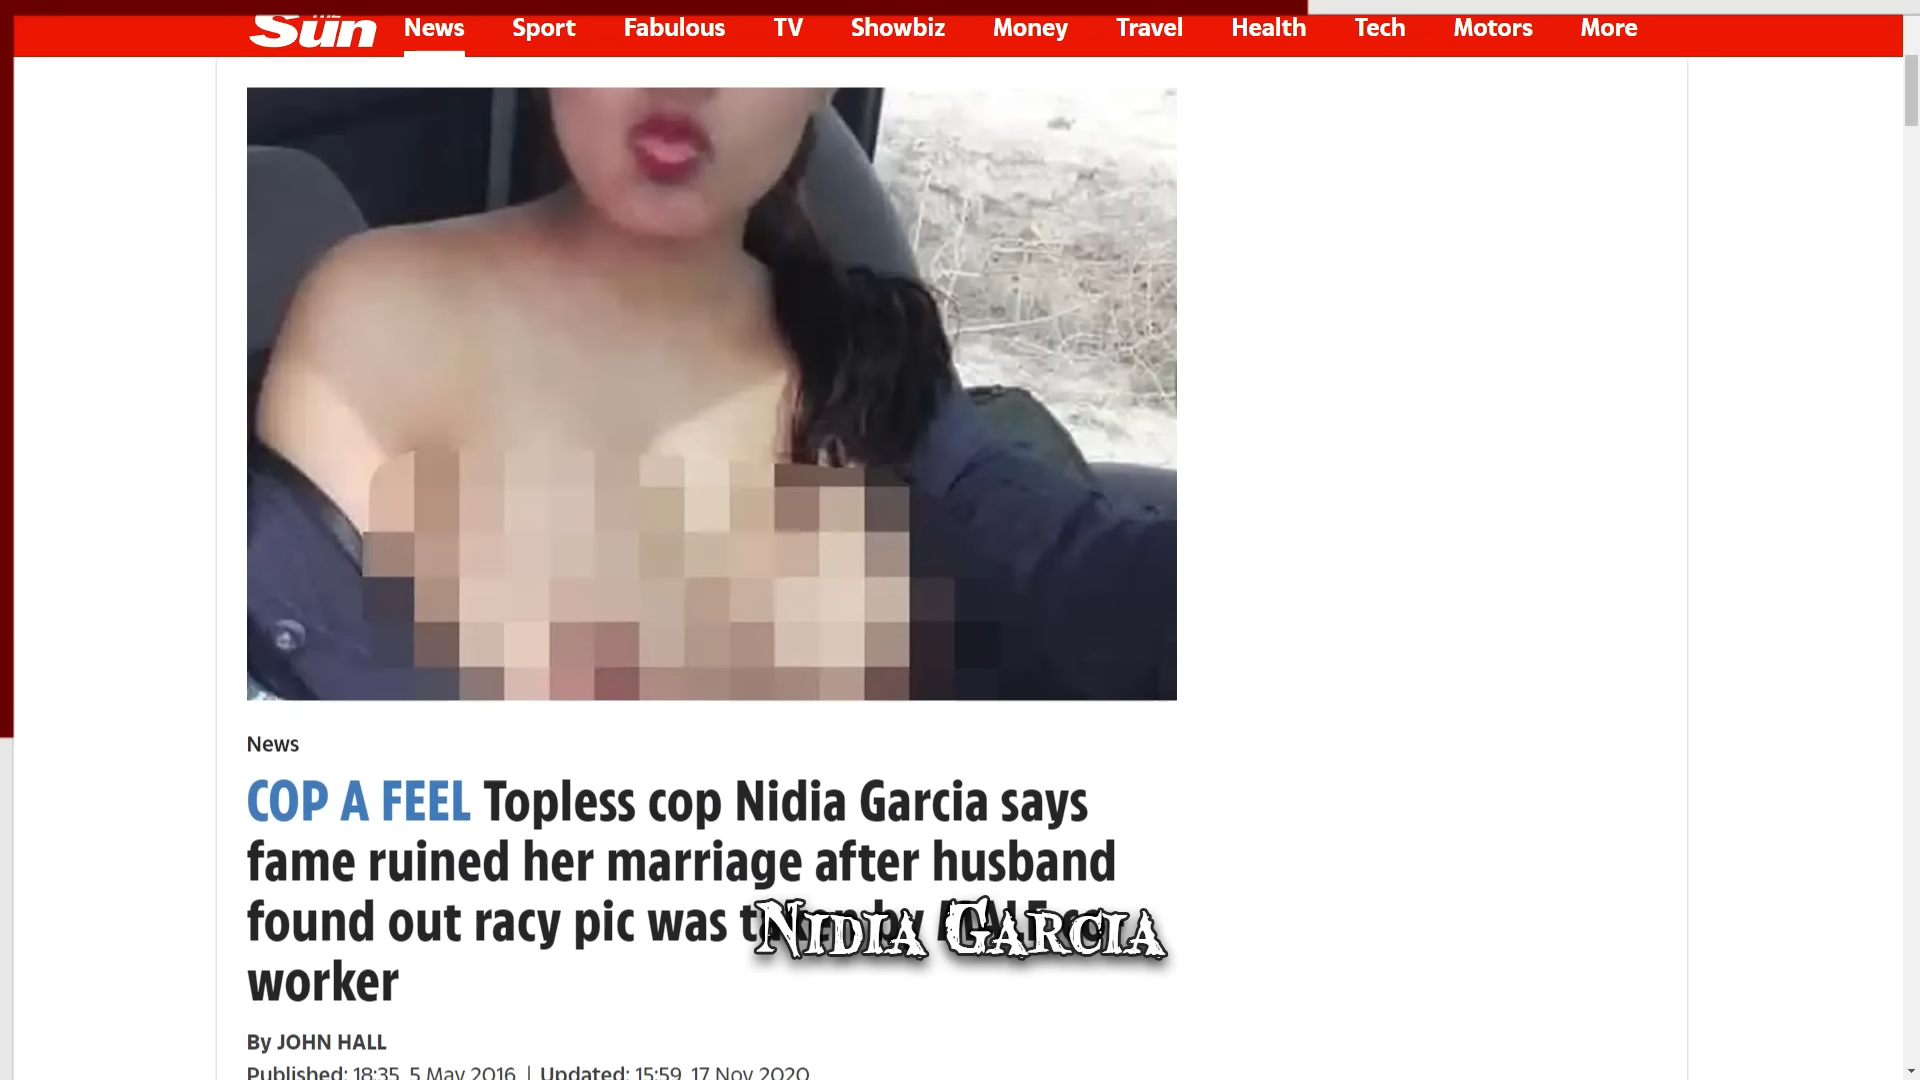 THE
Sun News Sport Fabulous TV Showbiz Money Travel Health Tech Motors More
News
COP A FEEL Topless cop Nidia Garcia says
fame ruined her marriage after husband
found out racy pic was
Nidia Garcia
worker
By JOHN HALL
Published: 18:35, 5 May 2016 | Updated: 15:59, 17 Nov 2020